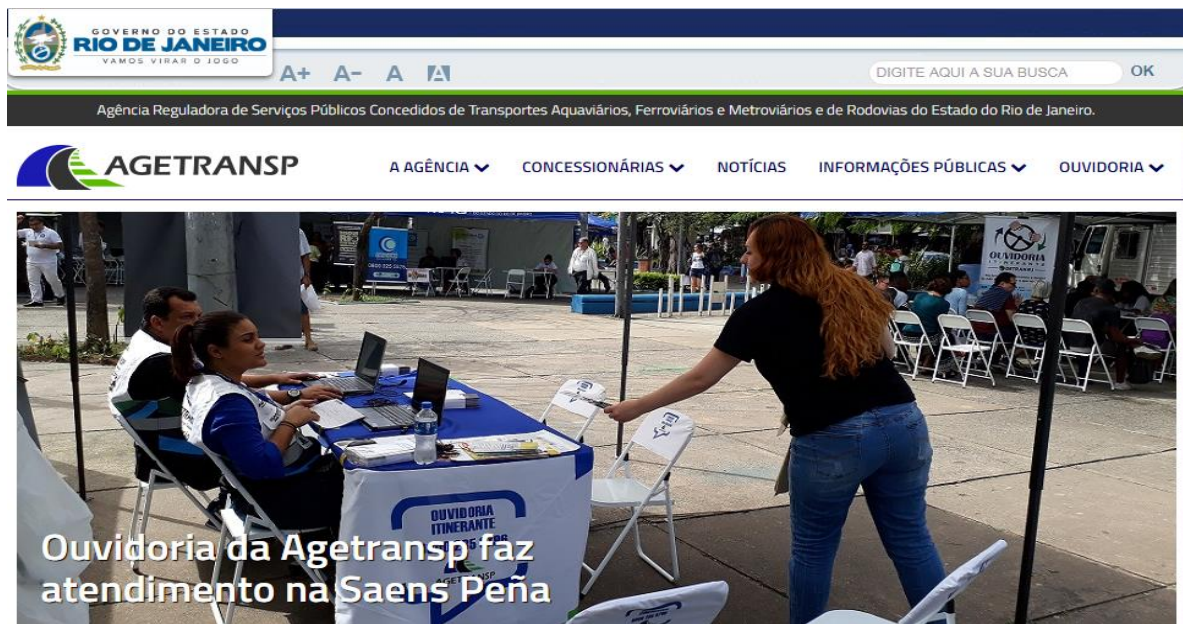 GOVERNO DO ESTADO
RIO DE JANEIRO
VAMOS VIRAR O JOGO
A+ A- A A
DIGITE AQUI A SUA BUSCA OK
Agência Reguladora de Serviços Públicos Concedidos de Transportes Aquaviários, Ferroviários e Metroviários e de Rodovias do Estado do Rio de Janeiro.
AGETRANSP
A AGÊNCIA
CONCESSIONÁRIAS
NOTÍCIAS
INFORMAÇÕES PÚBLICAS
OUVIDORIA
OUVIDORIA
ITINERANTE
OUVIDORIA
ITINERANTE
AGETRANSP
Ouvidoria da Agetransp faz
atendimento na Saens Peña